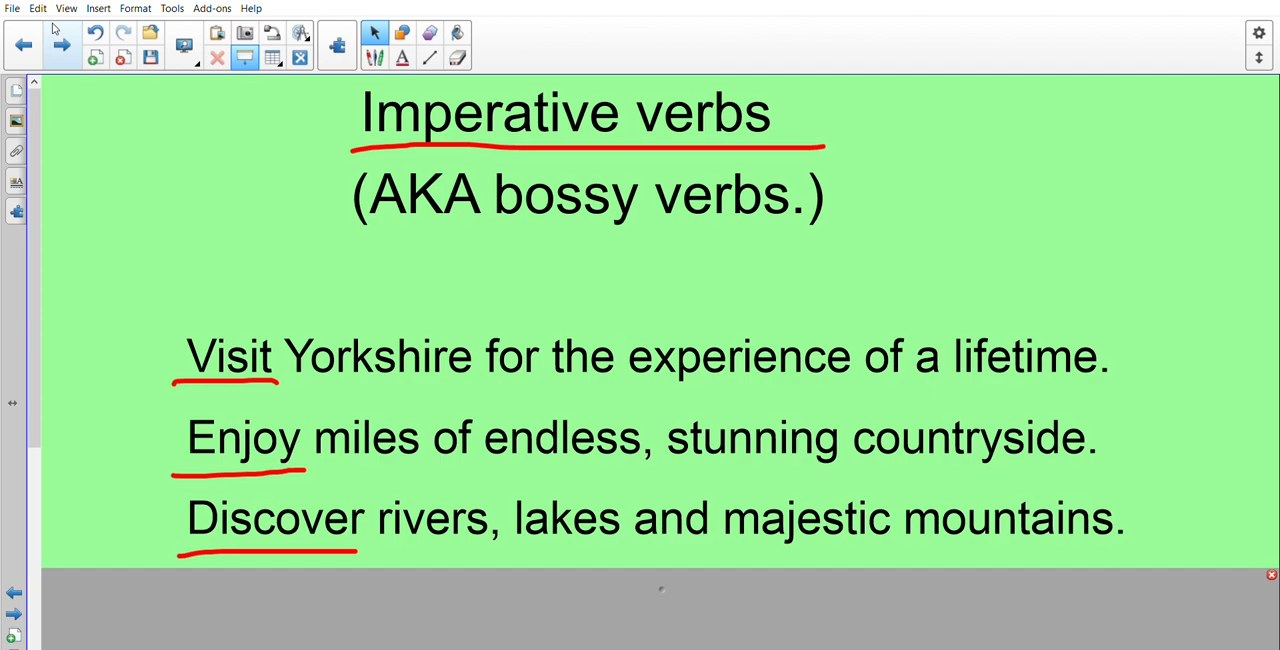 File Edit View Insert Format Tools Add-ons Help
Imperative verbs
(AKA bossy verbs.)
Visit Yorkshire for the experience of a lifetime.
Enjoy miles of endless, stunning countryside.
Discover rivers, lakes and majestic mountains.